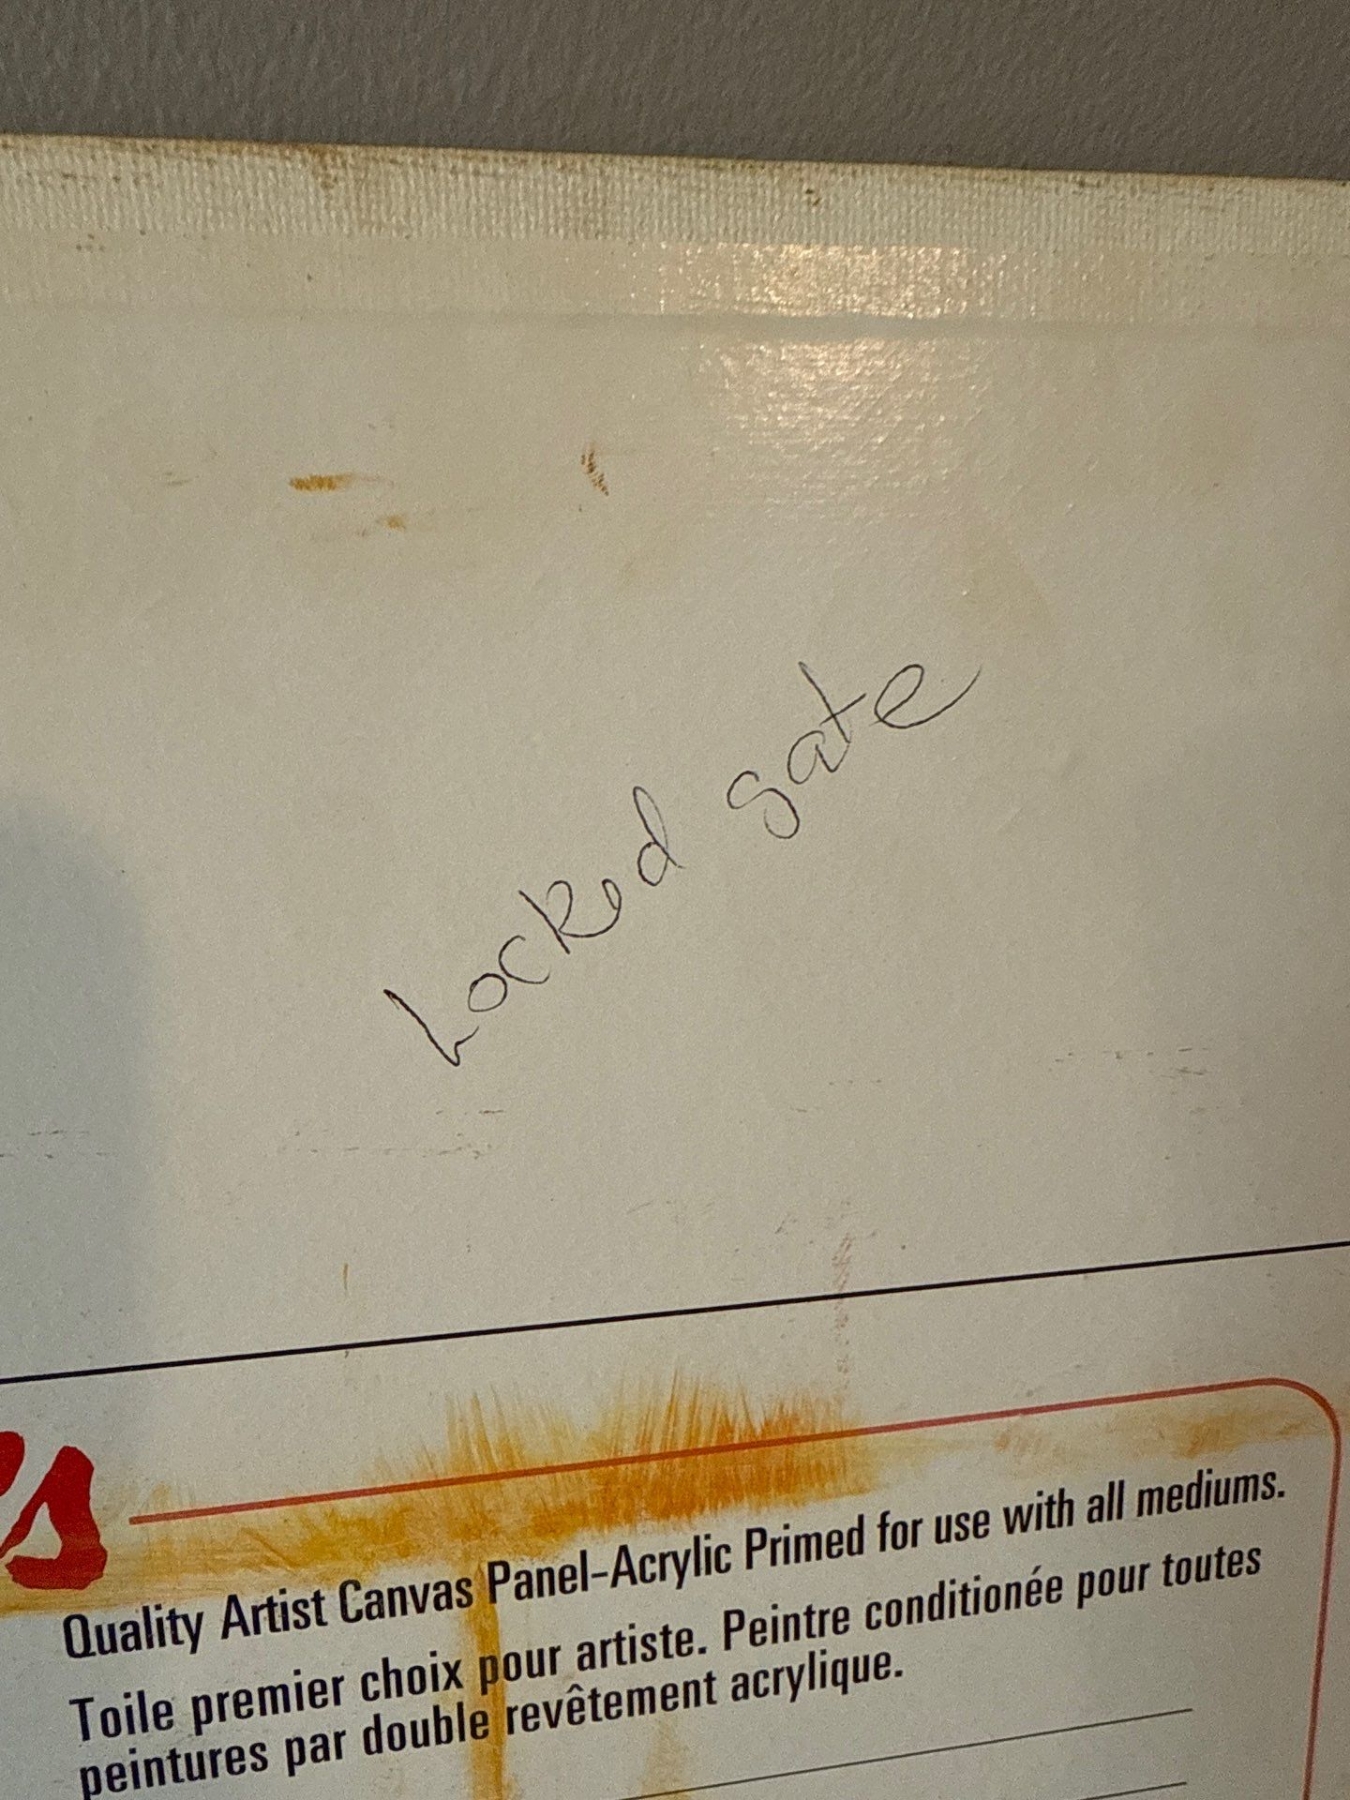 Locked gate
Quality Artist Canvas Panel-Acrylic Primed for use with all mediums.
Toile premier choix pour artiste. Peintre conditionée pour toutes
peintures par double revêtement acrylique.